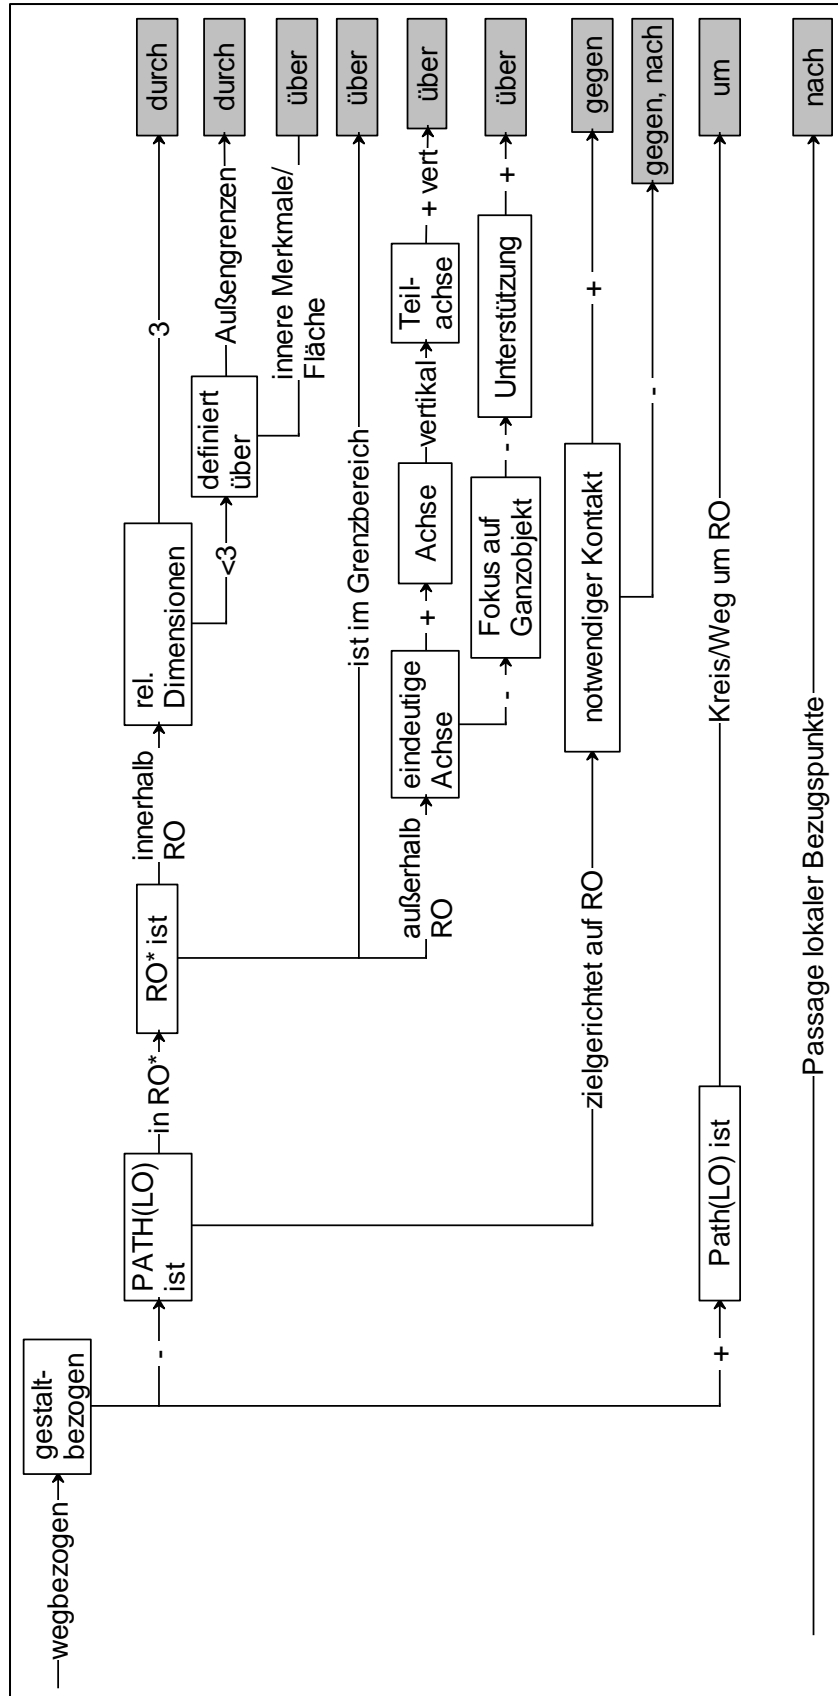 wegbezogen
gestalt-
bezogen
-
+
PATH(LO)
ist
in RO*
RO* ist
innerhalb
RO
rel.
Dimensionen
3
durch
<3
definiert
über
Außengrenzen
durch
innere Merkmale/
Fläche
über
ist im Grenzbereich
über
außerhalb
RO
eindeutige
Achse
+
Achse
vertikal
Teil-
achse
+ vert
über
-
Fokus auf
Ganzobjekt
-
Unterstützung
+
über
zielgerichtet auf RO
notwendiger Kontakt
+
gegen
-
gegen, nach
Path(LO) ist
Kreis/Weg um RO
um
Passage lokaler Bezugspunkte
nach